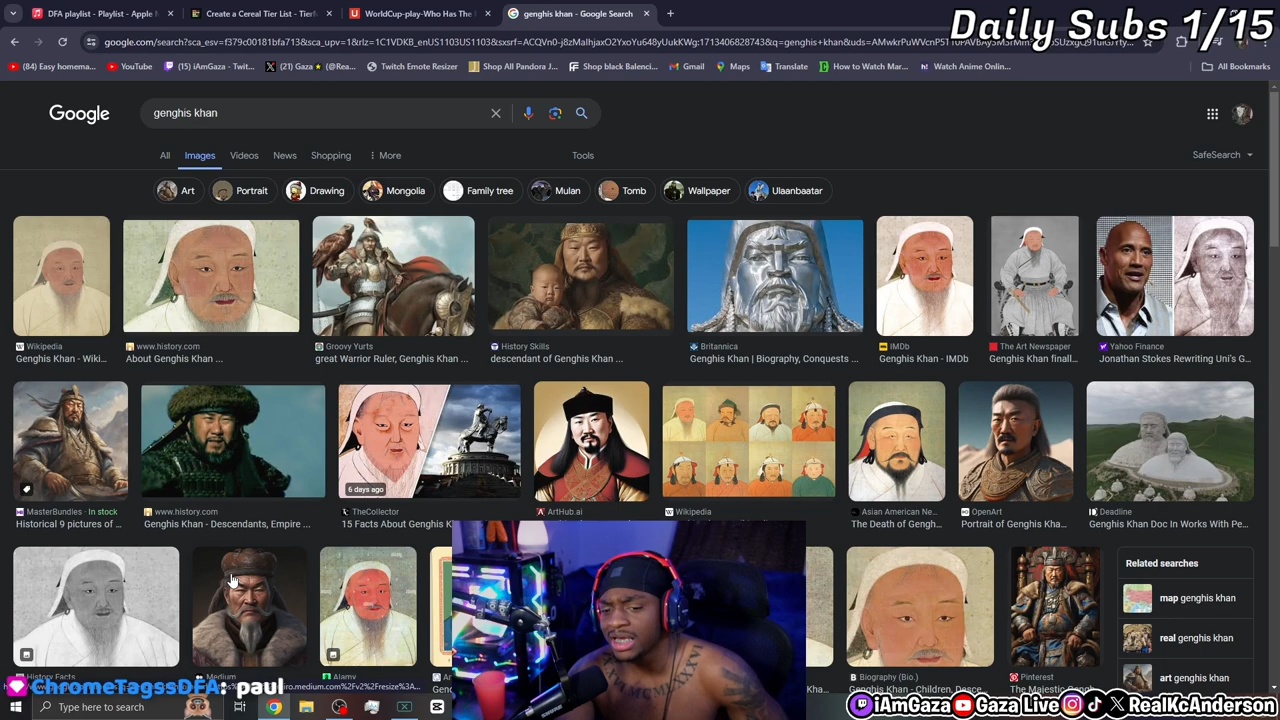 DFA playlist - Playlist - Apple M
Create a Cereal Tier List - TierM
WorldCup-play-Who Has The
genghis khan - Google Search
Daily Subs 1/15
(84) Easy homema...
YouTube
(15) iAmGaza - Twit...
(21) Gaza
(@Rea...
Twitch Emote Resizer
Shop All Pandora J...
Shop black Balenci...
Gmail
Maps
Translate
How to Watch Mar...
Watch Anime Onlin...
All Bookmarks
Google
genghis khan
All
Images
Videos
News
Shopping
More
Tools
SafeSearch
Art
Portrait
Drawing
Mongolia
Family tree
Mulan
Tomb
Wallpaper
Ulaanbaatar
Wikipedia
Genghis Khan - Wiki...
www.history.com
About Genghis Khan ...
Groovy Yurts
great Warrior Ruler, Genghis Khan ...
History Skills
descendant of Genghis Khan ...
Britannica
Genghis Khan | Biography, Conquests ...
IMDb
Genghis Khan - IMDb
The Art Newspaper
Genghis Khan finall...
Yahoo Finance
Jonathan Stokes Rewriting Uni's G...
MasterBundles · In stock
Historical 9 pictures of ...
www.history.com
Genghis Khan - Descendants, Empire ...
6 days ago
TheCollector
15 Facts About Genghis K
ArtHub.ai
Wikipedia
Asian American Ne...
The Death of Gengh...
OpenArt
Portrait of Genghis Kha...
Deadline
Genghis Khan Doc In Works With Pe...
History Facts
Medium
Alamy
Biography (Bio.)
Genghis Khan - Children, Desce...
Pinterest
The Majestic Gengh...
Related searches
map genghis khan
real genghis khan
art genghis khan
ChromeTagssDFA: paul
Type here to search
iAmGaza
Gaza Live
RealKcAnderson